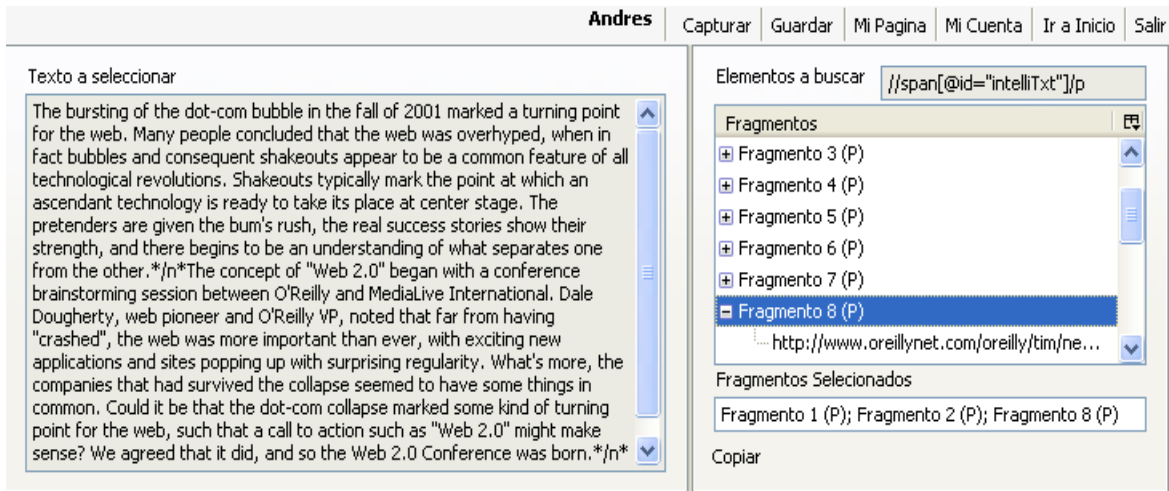 Andres Capturar Guardar Mi Pagina Mi Cuenta Ir a Inicio Salir
Texto a seleccionar
The bursting of the dot-com bubble in the fall of 2001 marked a turning point
for the web. Many people concluded that the web was overhyped, when in
fact bubbles and consequent shakeouts appear to be a common feature of all
technological revolutions. Shakeouts typically mark the point at which an
ascendant technology is ready to take its place at center stage. The
pretenders are given the bum's rush, the real success stories show their
strength, and there begins to be an understanding of what separates one
from the other.*/n*The concept of "Web 2.0" began with a conference
brainstorming session between O'Reilly and MediaLive International. Dale
Dougherty, web pioneer and O'Reilly VP, noted that far from having
"crashed", the web was more important than ever, with exciting new
applications and sites popping up with surprising regularity. What's more, the
companies that had survived the collapse seemed to have some things in
common. Could it be that the dot-com collapse marked some kind of turning
point for the web, such that a call to action such as "Web 2.0" might make
sense? We agreed that it did, and so the Web 2.0 Conference was born.*/n*
Elementos a buscar //span[@id="intelliTxt"]/p
Fragmentos
Fragmento 3 (P)
Fragmento 4 (P)
Fragmento 5 (P)
Fragmento 6 (P)
Fragmento 7 (P)
Fragmento 8 (P)
http://www.oreillynet.com/oreilly/tim/ne...
Fragmentos Selecionados
Fragmento 1 (P); Fragmento 2 (P); Fragmento 8 (P)
Copiar